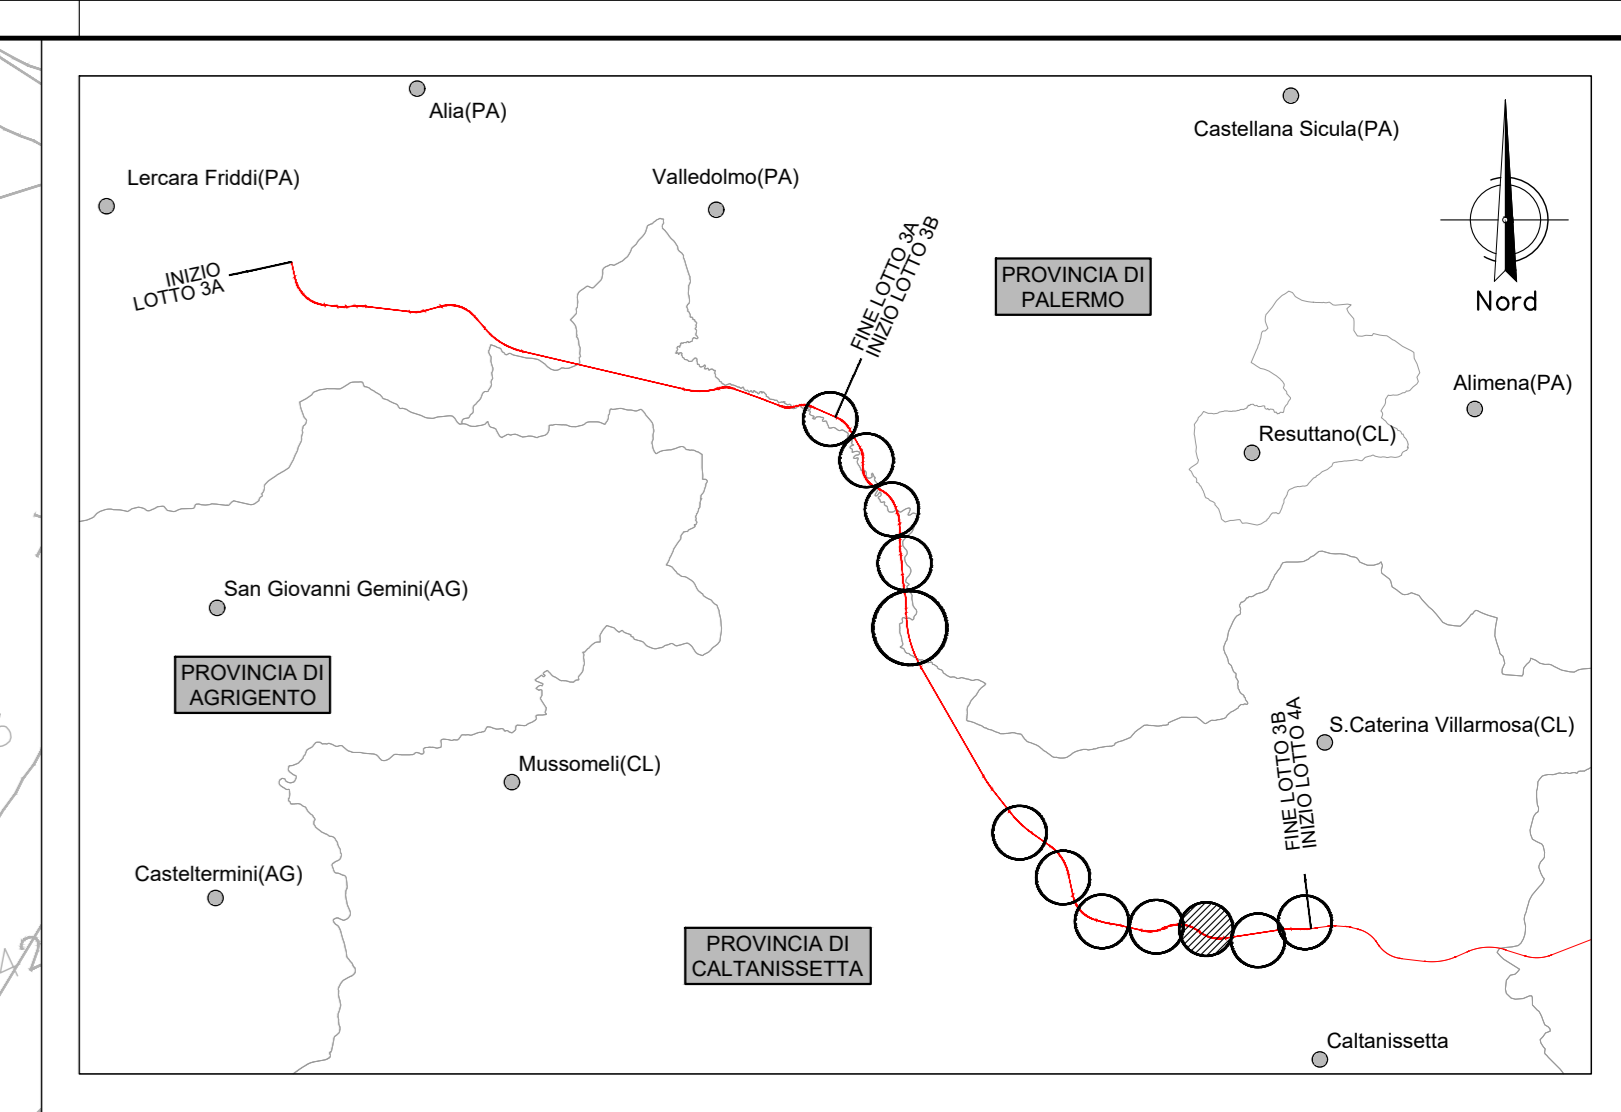 Alia(PA)
Castellana Sicula(PA)
Lercara Friddi(PA)
Valledolmo(PA)
INIZIO
LOTTO 3A
FINE LOTTO 3A
INIZIO LOTTO 3B
PROVINCIA DI
PALERMO
Nord
Alimena(PA)
Resuttano(CL)
San Giovanni Gemini(AG)
PROVINCIA DI
AGRIGENTO
FINE LOTTO 3B
INIZIO LOTTO 4A
S.Caterina Villarmosa(CL)
Mussomeli(CL)
Casteltermini(AG)
PROVINCIA DI
CALTANISSETTA
Caltanissetta